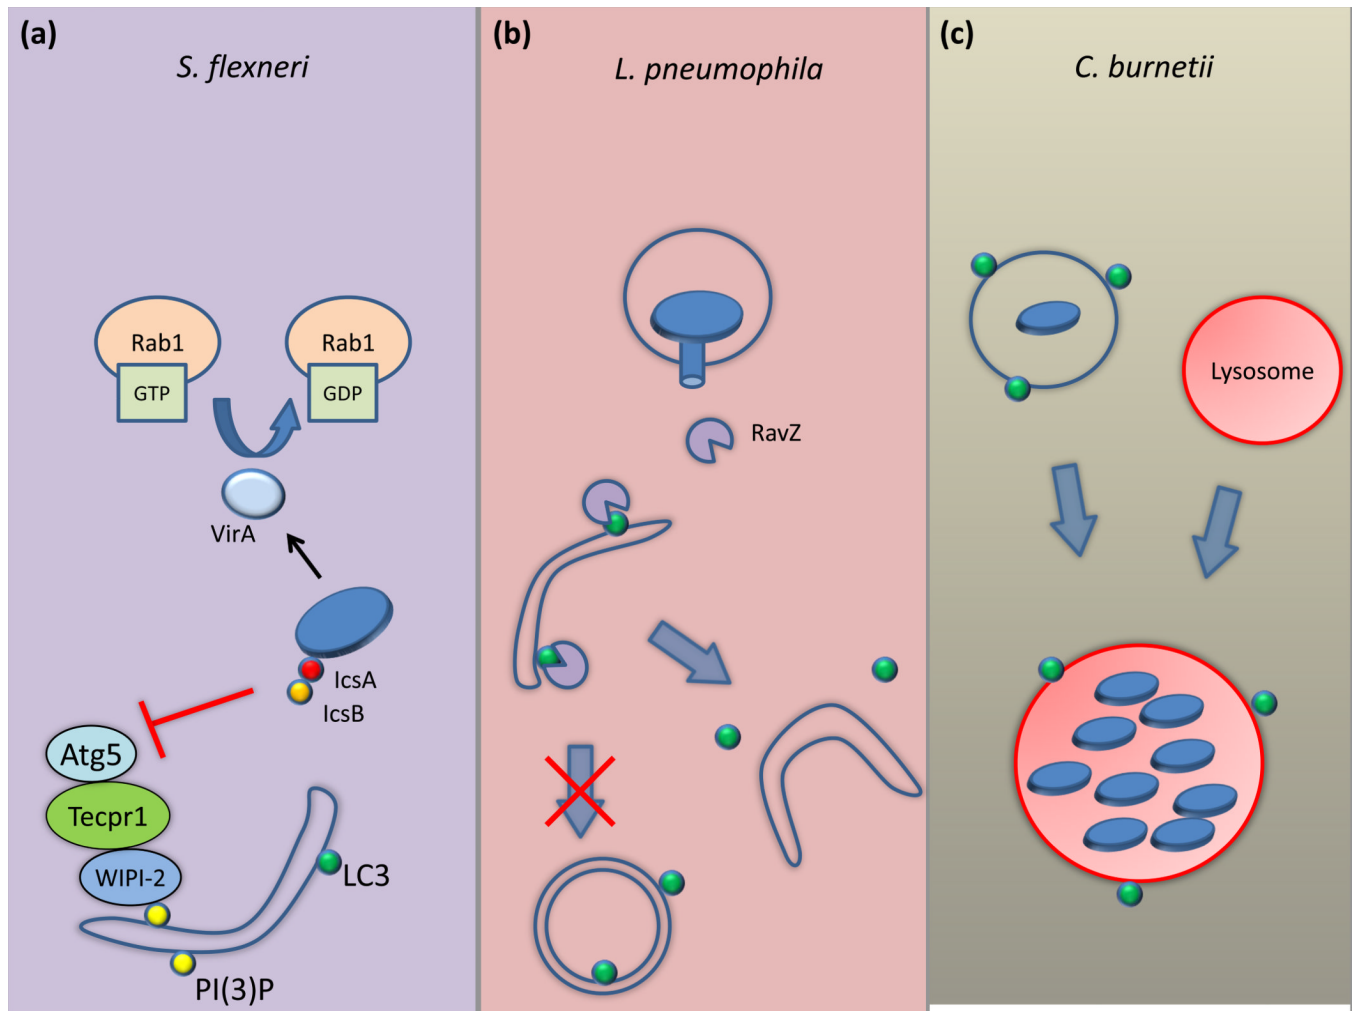 (a)
S. flexneri
Rab1
GTP
Rab1
GDP
VirA
IcsA
IcsB
Atg5
Tecpr1
WIPI-2
LC3
PI(3)P
(b)
L. pneumophila
RavZ
(c)
C. burnetii
Lysosome